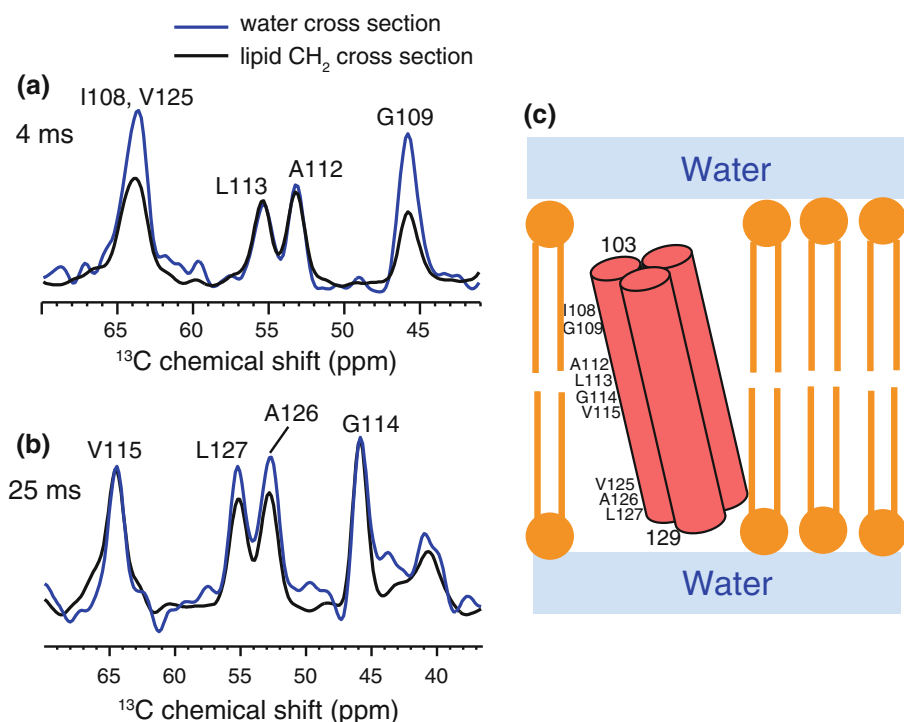 water cross section
lipid CH₂ cross section
(a)
4 ms
I108, V125
L113
A112
G109
65 60 55 50 45
¹³C chemical shift (ppm)
(b)
25 ms
V115
L127
A126
G114
65 60 55 50 45 40
¹³C chemical shift (ppm)
(c)
Water
103
I108
G109
A112
L113
G114
V115
V125
A126
L127
129
Water